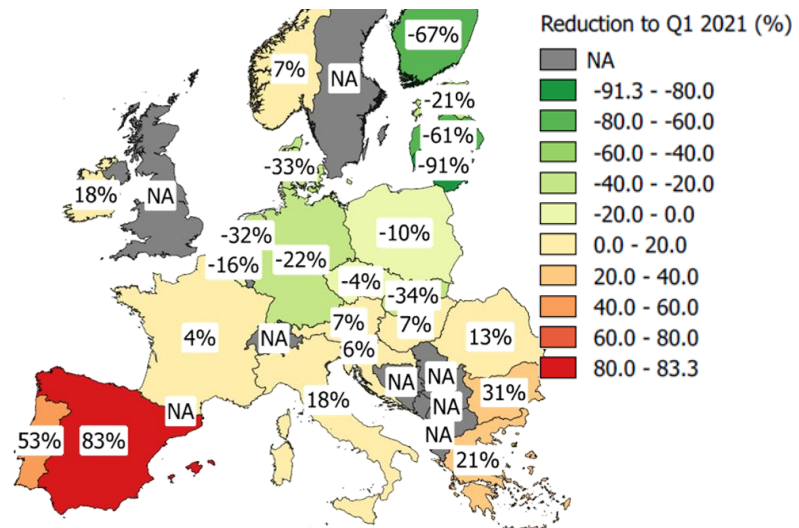 Reduction to Q1 2021 (%)
NA
-91.3 - -80.0
-80.0 - -60.0
-60.0 - -40.0
-40.0 - -20.0
-20.0 - 0.0
0.0 - 20.0
20.0 - 40.0
40.0 - 60.0
60.0 - 80.0
80.0 - 83.3
-67%
7%
NA
-21%
-61%
-91%
-33%
18%
NA
-32%
-10%
-16%
-22%
-4%
-34%
7%
7%
4%
NA
6%
13%
NA
NA
31%
18%
NA
NA
NA
53%
83%
21%